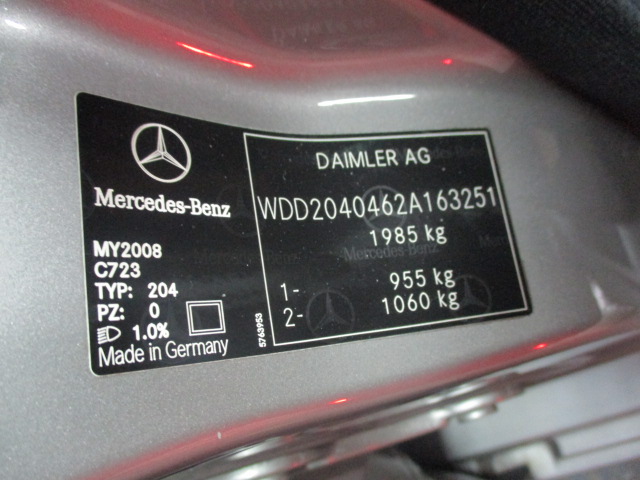 Mercedes-Benz
MY2008
C723
TYP: 204
PZ: 0
1.0%
Made in Germany
5763953
DAIMLER AG
WDD2040462A163251
1985 kg
1- 955 kg
2- 1060 kg